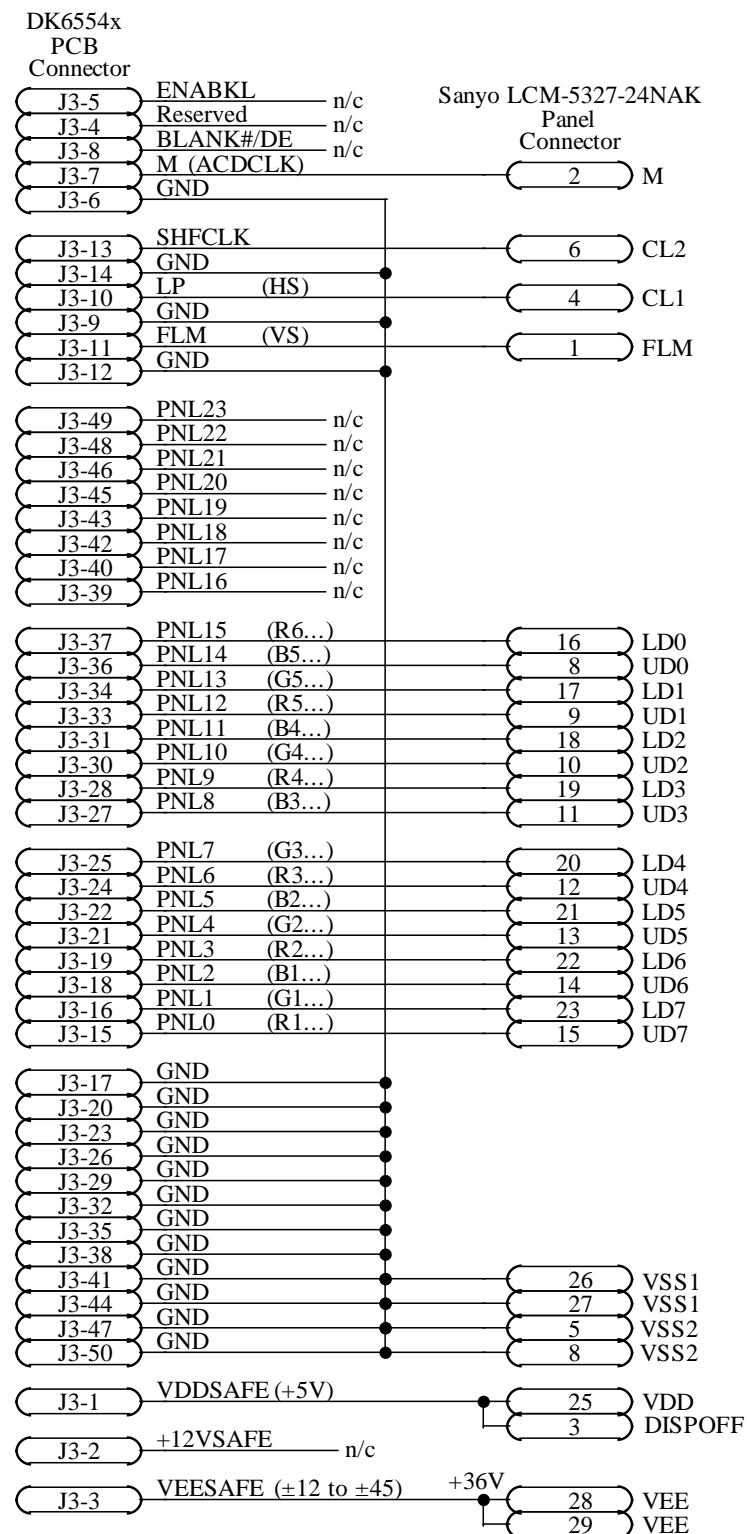 DK6554x
PCB
Connector
Sanyo LCM-5327-24NAK
Panel
Connector
J3-5 ENABKL n/c
J3-4 Reserved n/c
J3-8 BLANK#/DE n/c
J3-7 M (ACDCLK) 2 M
J3-6 GND
J3-13 SHFCLK 6 CL2
J3-14 GND
J3-10 LP (HS) 4 CL1
J3-9 GND
J3-11 FLM (VS) 1 FLM
J3-12 GND
J3-49 PNL23 n/c
J3-48 PNL22 n/c
J3-46 PNL21 n/c
J3-45 PNL20 n/c
J3-43 PNL19 n/c
J3-42 PNL18 n/c
J3-40 PNL17 n/c
J3-39 PNL16 n/c
J3-37 PNL15 (R6...) 16 LD0
J3-36 PNL14 (B5...) 8 UD0
J3-34 PNL13 (G5...) 17 LD1
J3-33 PNL12 (R5...) 9 UD1
J3-31 PNL11 (B4...) 18 LD2
J3-30 PNL10 (G4...) 10 UD2
J3-28 PNL9 (R4...) 19 LD3
J3-27 PNL8 (B3...) 11 UD3
J3-25 PNL7 (G3...) 20 LD4
J3-24 PNL6 (R3...) 12 UD4
J3-22 PNL5 (B2...) 21 LD5
J3-21 PNL4 (G2...) 13 UD5
J3-19 PNL3 (R2...) 22 LD6
J3-18 PNL2 (B1...) 14 UD6
J3-16 PNL1 (G1...) 23 LD7
J3-15 PNL0 (R1...) 15 UD7
J3-17 GND
J3-20 GND
J3-23 GND
J3-26 GND
J3-29 GND
J3-32 GND
J3-35 GND
J3-38 GND
J3-41 GND 26 VSS1
J3-44 GND 27 VSS1
J3-47 GND 5 VSS2
J3-50 GND 8 VSS2
J3-1 VDDSAFE (+5V) 25 VDD
3 DISPOFF
J3-2 +12VSAFE n/c
J3-3 VEESAFE (±12 to ±45) +36V 28 VEE
29 VEE